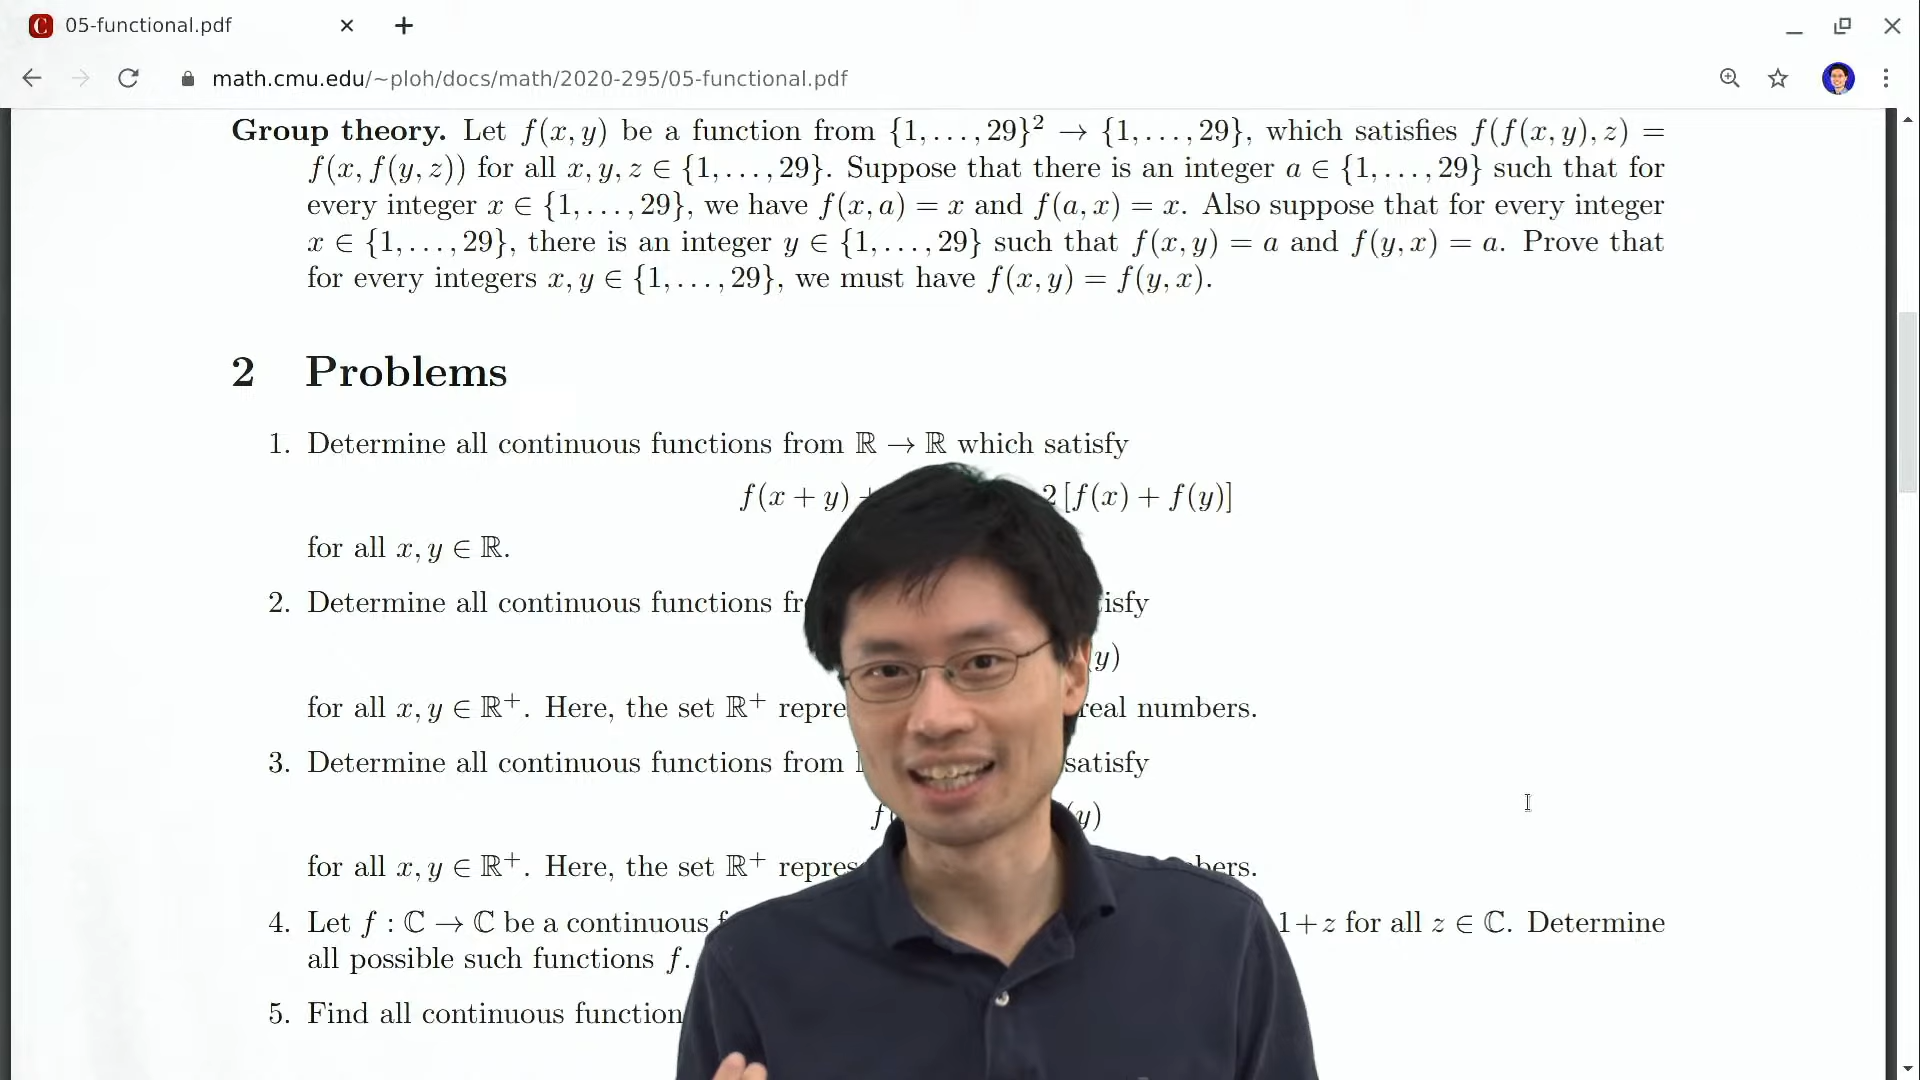 05-functional.pdf
math.cmu.edu/~ploh/docs/math/2020-295/05-functional.pdf
Group theory. Let f(x, y) be a function from {1, . . . , 29}² → {1, . . . , 29}, which satisfies f(f(x, y), z) =
f(x, f(y, z)) for all x, y, z ∈ {1, . . . , 29}. Suppose that there is an integer a ∈ {1, . . . , 29} such that for
every integer x ∈ {1, . . . , 29}, we have f(x, a) = x and f(a, x) = x. Also suppose that for every integer
x ∈ {1, . . . , 29}, there is an integer y ∈ {1, . . . , 29} such that f(x, y) = a and f(y, x) = a. Prove that
for every integers x, y ∈ {1, . . . , 29}, we must have f(x, y) = f(y, x).
2 Problems
1. Determine all continuous functions from ℝ → ℝ which satisfy
f(x + y) 2 [f(x) + f(y)]
for all x, y ∈ ℝ.
2. Determine all continuous functions
y)
for all x, y ∈ ℝ⁺. Here, the set ℝ⁺ real numbers.
3. Determine all continuous functions from satisfy
f( y)
for all x, y ∈ ℝ⁺. Here, the set ℝ⁺
4. Let f : ℂ → ℂ be a continuous 1 + z for all z ∈ ℂ. Determine
all possible such functions f.
5. Find all continuous